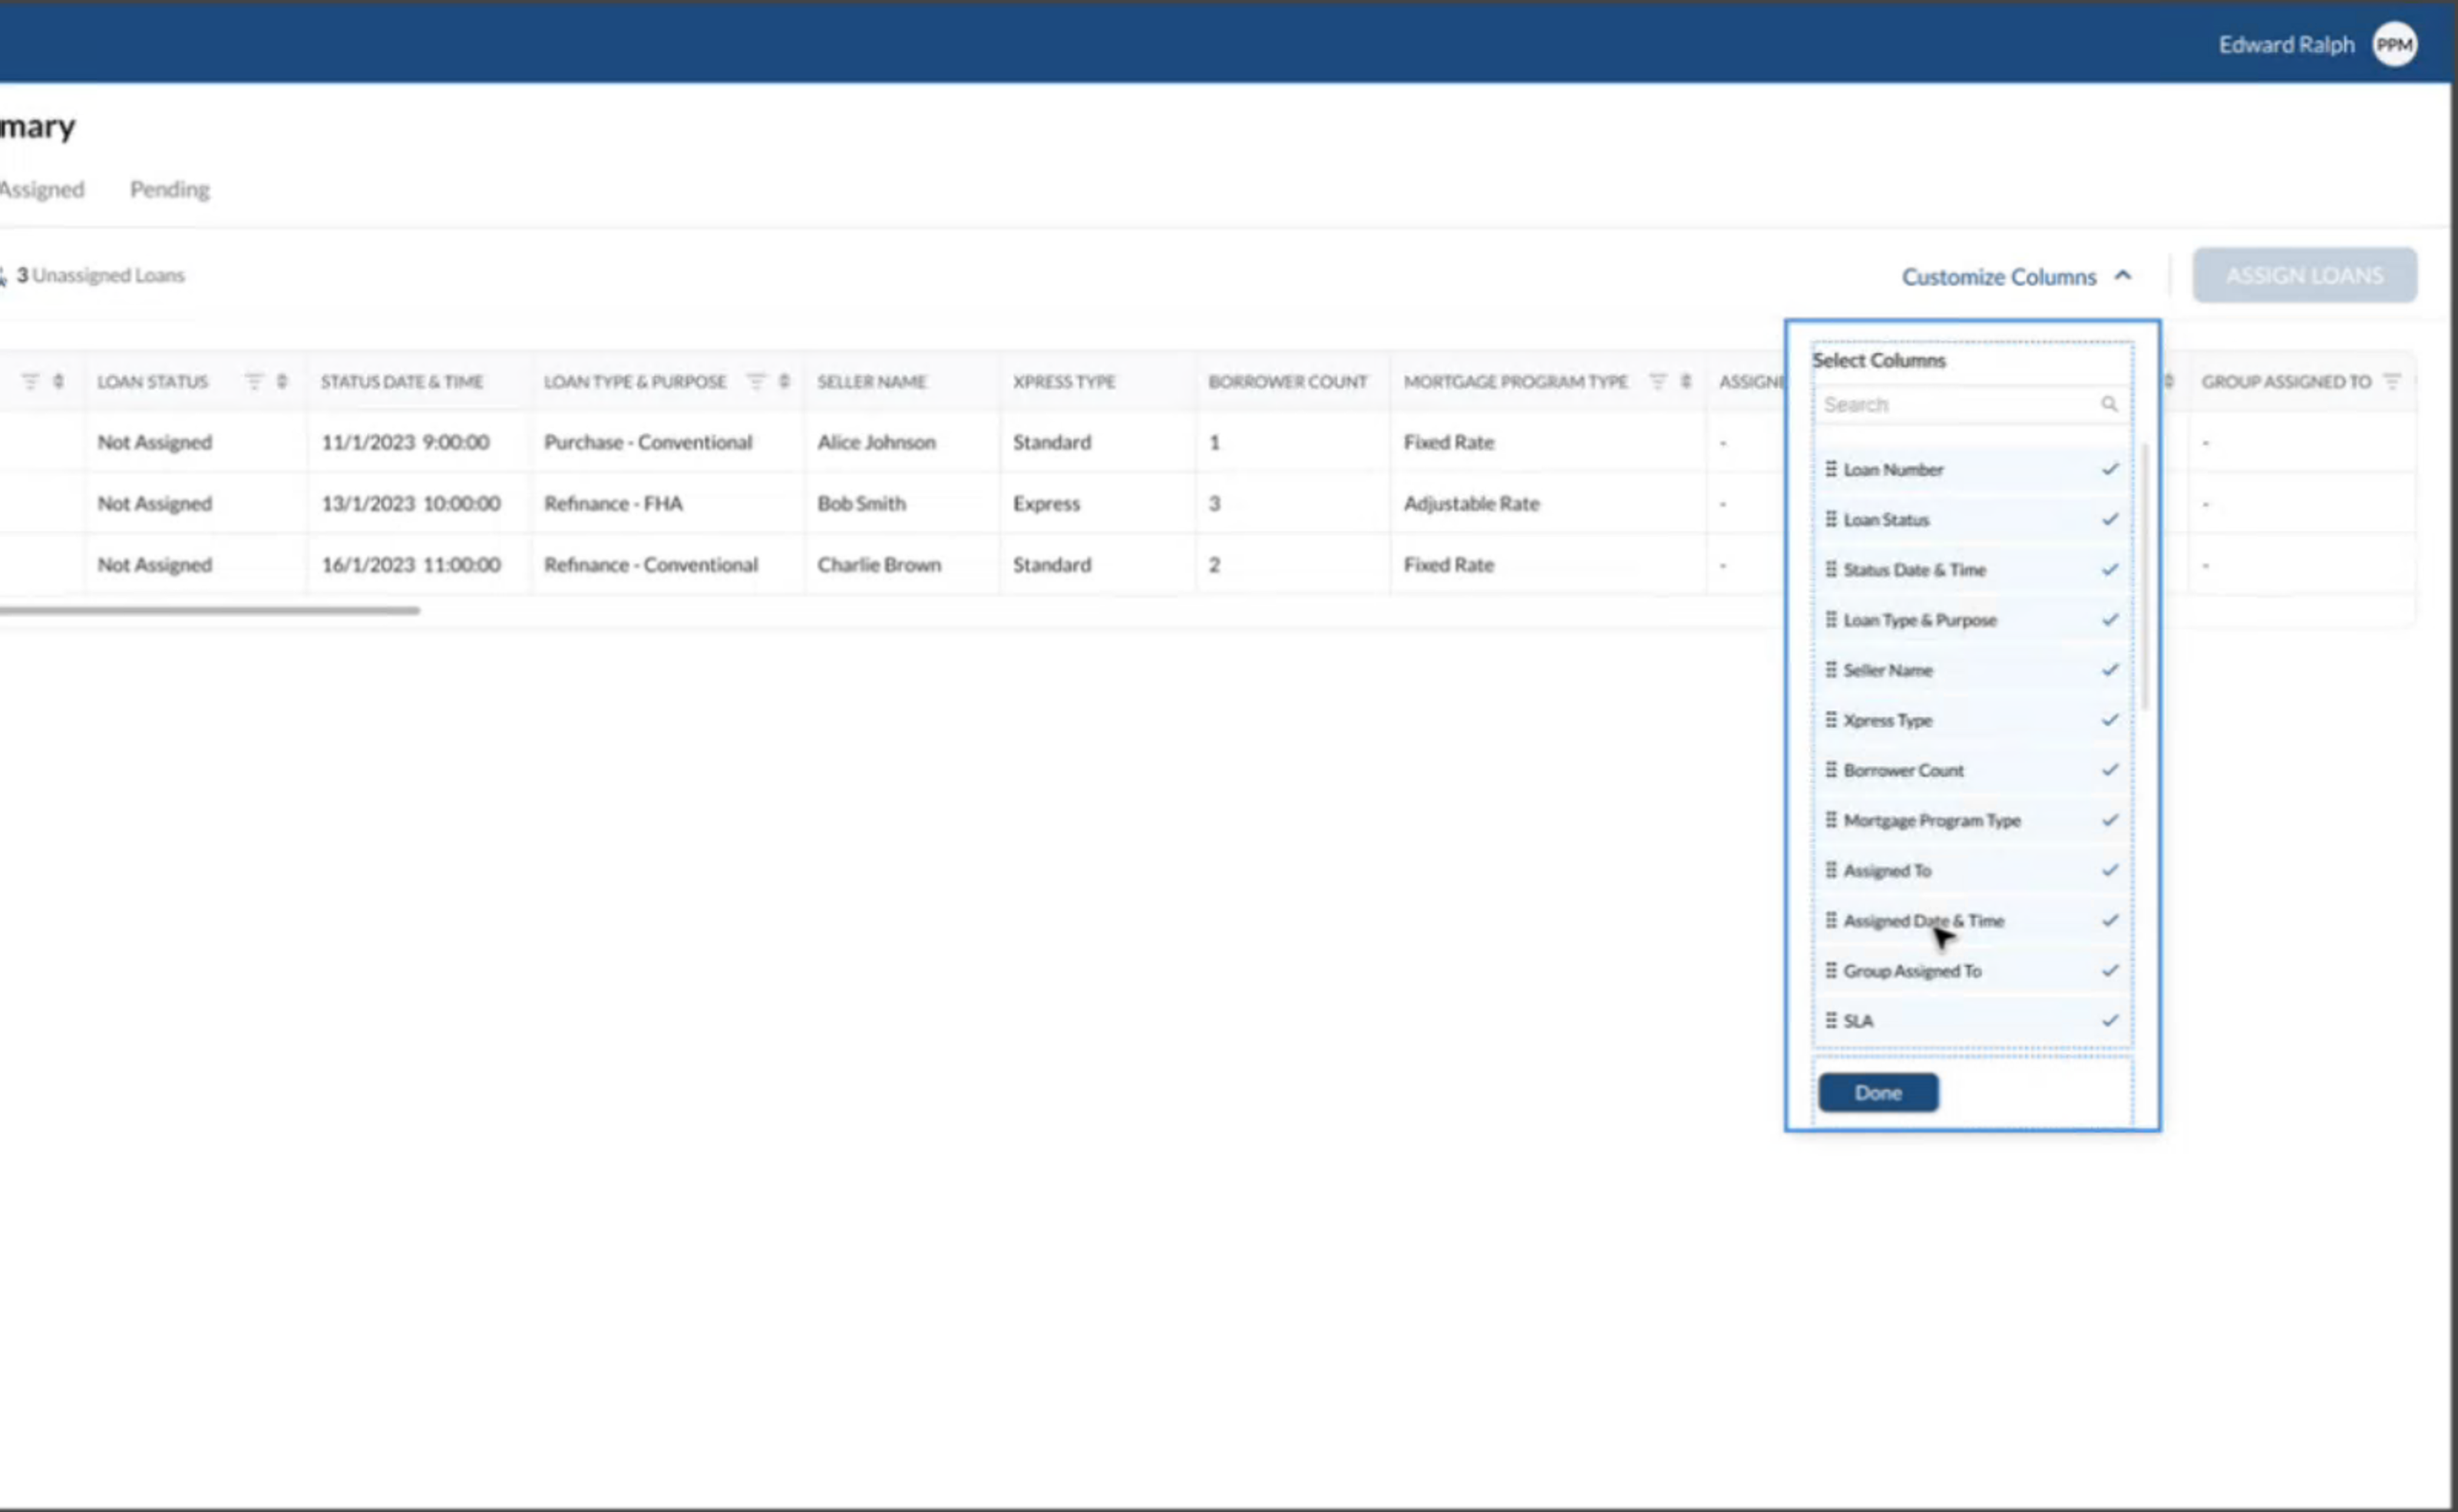 Edward Ralph PPM
mary
Assigned Pending
3 Unassigned Loans
Customize Columns
ASSIGN LOANS
LOAN STATUS STATUS DATE & TIME LOAN TYPE & PURPOSE SELLER NAME XPRESS TYPE BORROWER COUNT MORTGAGE PROGRAM TYPE ASSIGNE GROUP ASSIGNED TO
Not Assigned 11/1/2023 9:00:00 Purchase - Conventional Alice Johnson Standard 1 Fixed Rate - -
Not Assigned 13/1/2023 10:00:00 Refinance - FHA Bob Smith Express 3 Adjustable Rate - -
Not Assigned 16/1/2023 11:00:00 Refinance - Conventional Charlie Brown Standard 2 Fixed Rate - -
Select Columns
Search
Loan Number
Loan Status
Status Date & Time
Loan Type & Purpose
Seller Name
Xpress Type
Borrower Count
Mortgage Program Type
Assigned To
Assigned Date & Time
Group Assigned To
SLA
Done